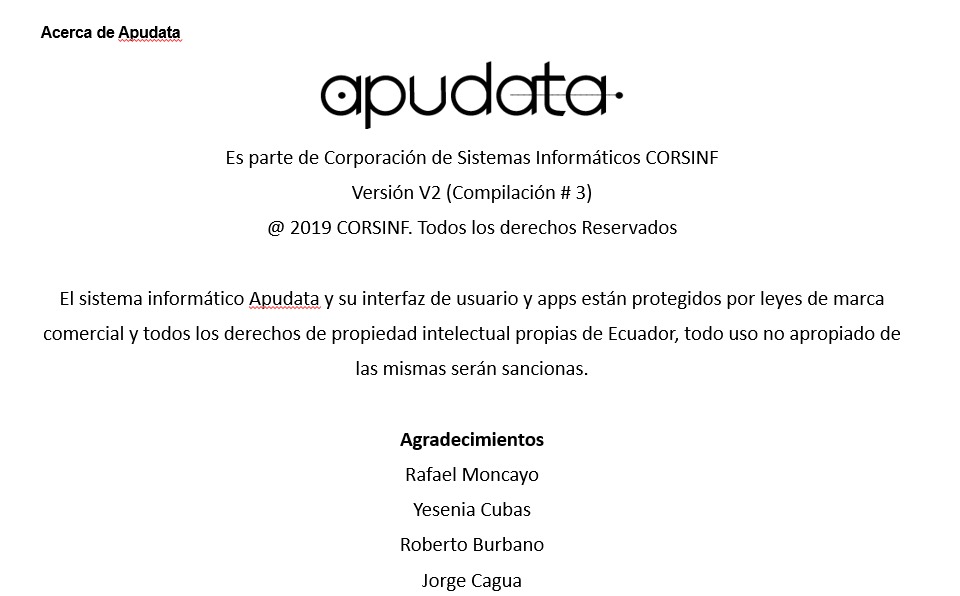 Acerca de Apudata
apudata
Es parte de Corporación de Sistemas Informáticos CORSINF
Versión V2 (Compilación # 3)
@ 2019 CORSINF. Todos los derechos Reservados
El sistema informático Apudata y su interfaz de usuario y apps están protegidos por leyes de marca
comercial y todos los derechos de propiedad intelectual propias de Ecuador, todo uso no apropiado de
las mismas serán sancionas.
Agradecimientos
Rafael Moncayo
Yesenia Cubas
Roberto Burbano
Jorge Cagua